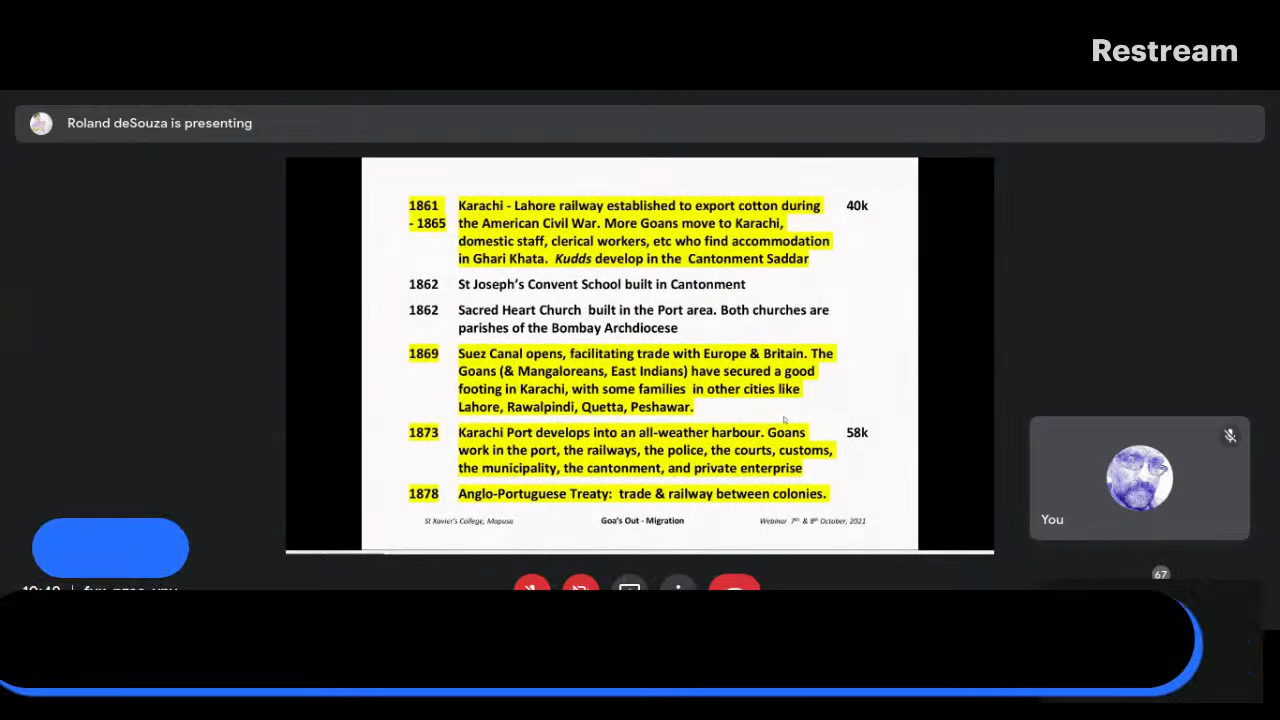 Restream
Roland deSouza is presenting
1861 Karachi - Lahore railway established to export cotton during 40k
- 1865 the American Civil War. More Goans move to Karachi,
domestic staff, clerical workers, etc who find accommodation
in Ghari Khata. Kudds develop in the Cantonment Saddar
1862 St Joseph's Convent School built in Cantonment
1862 Sacred Heart Church built in the Port area. Both churches are
parishes of the Bombay Archdiocese
1869 Suez Canal opens, facilitating trade with Europe & Britain. The
Goans (& Mangaloreans, East Indians) have secured a good
footing in Karachi, with some families in other cities like
Lahore, Rawalpindi, Quetta, Peshawar.
1873 Karachi Port develops into an all-weather harbour. Goans 58k
work in the port, the railways, the police, the courts, customs,
the municipality, the cantonment, and private enterprise
1878 Anglo-Portuguese Treaty: trade & railway between colonies.
St Xavier's College, Mapusa Goa's Out - Migration Webinar 7th & 8th October, 2021
You
67